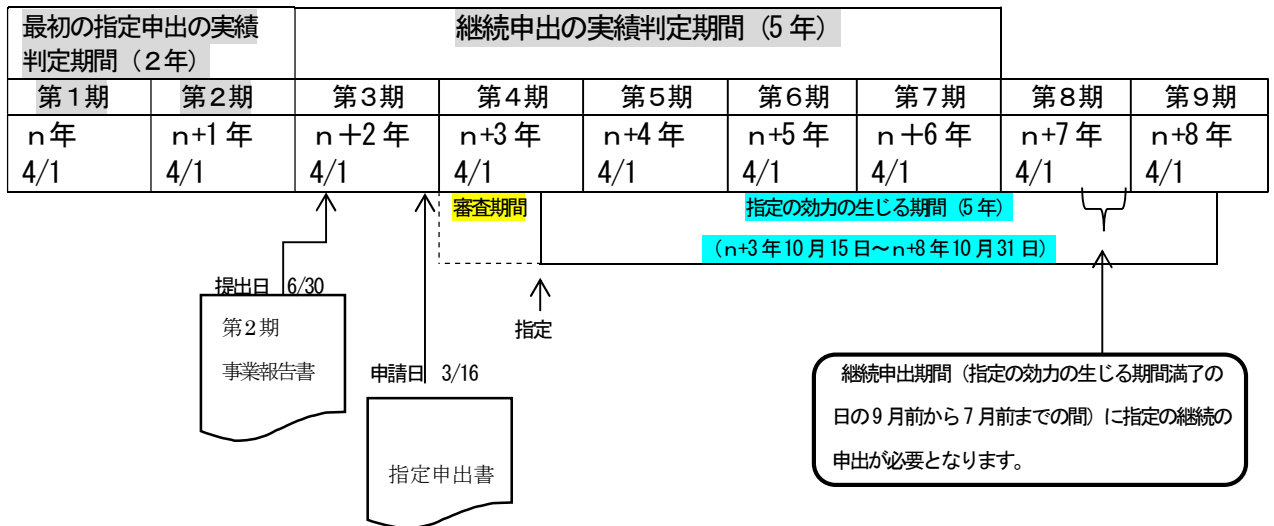 最初の指定申出の実績
判定期間（２年）
継続申出の実績判定期間（5年）
第１期 第２期 第３期 第４期 第５期 第６期 第７期 第８期 第９期
ｎ年 ｎ+1年 ｎ＋2年 ｎ+3年 ｎ+4年 ｎ+5年 ｎ＋6年 ｎ+7年 ｎ+8年
4/1 4/1 4/1 4/1 4/1 4/1 4/1 4/1 4/1
審査期間 指定の効力の生じる期間（5年）
（ｎ+3年10月15日～ｎ+8年10月31日）
提出日 6/30
第2期
事業報告書
指定
申請日 3/16
指定申出書
継続申出期間（指定の効力の生じる期間満了の
日の9月前から7月前までの間）に指定の継続の
申出が必要となります。